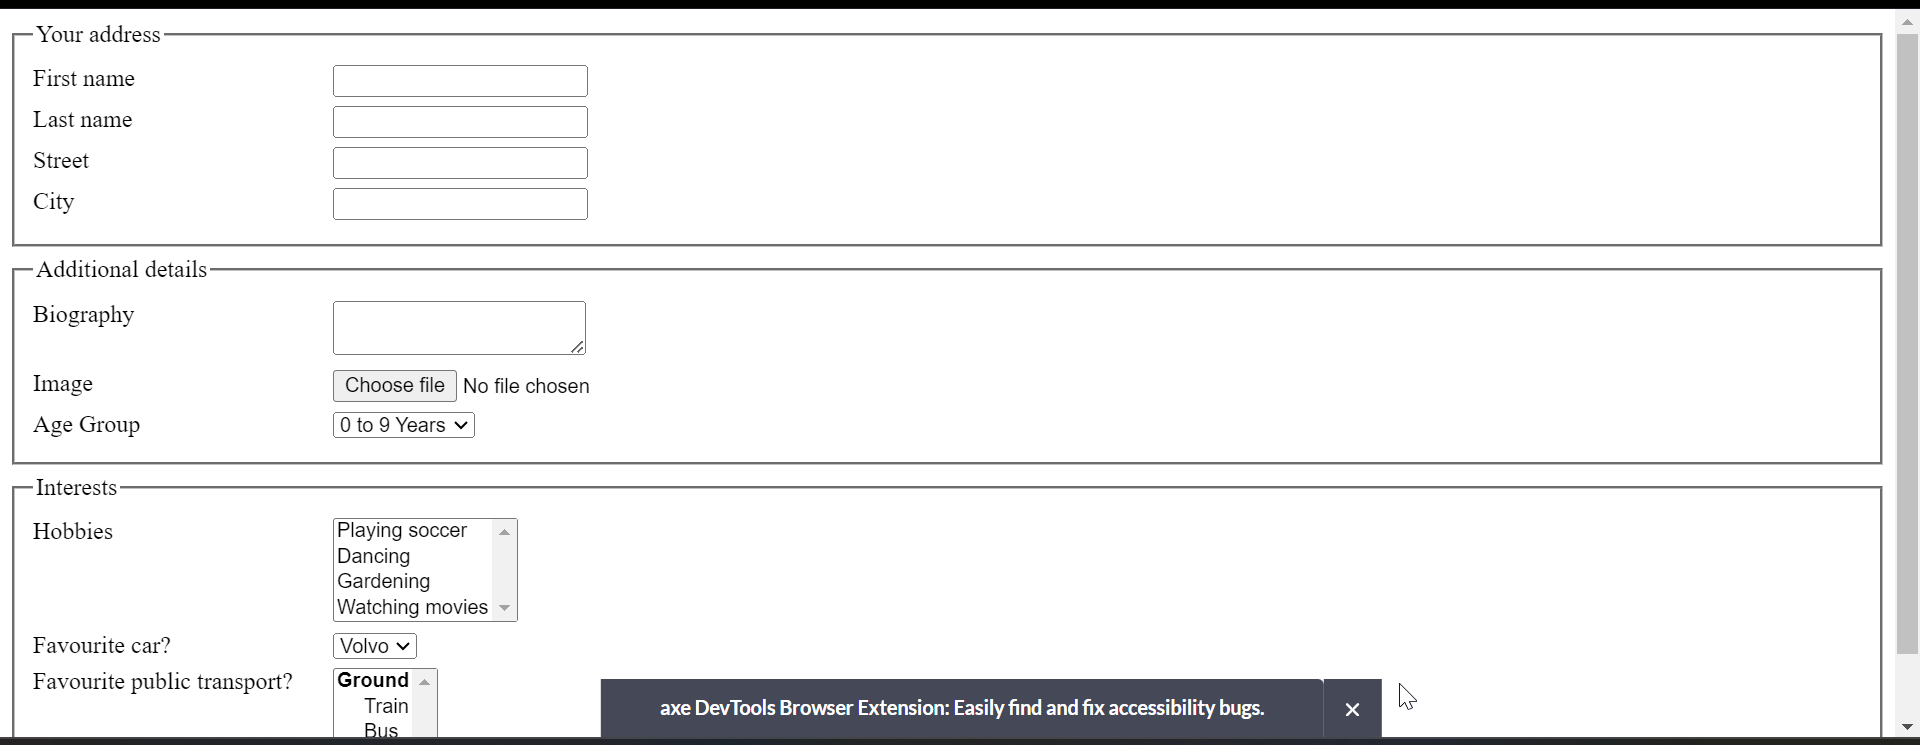 Your address
First name
Last name
Street
City
Additional details
Biography
Image Choose file No file chosen
Age Group 0 to 9 Years
Interests
Hobbies Playing soccer
Dancing
Gardening
Watching movies
Favourite car? Volvo
Favourite public transport? Ground
Train
Bus
axe DevTools Browser Extension: Easily find and fix accessibility bugs.